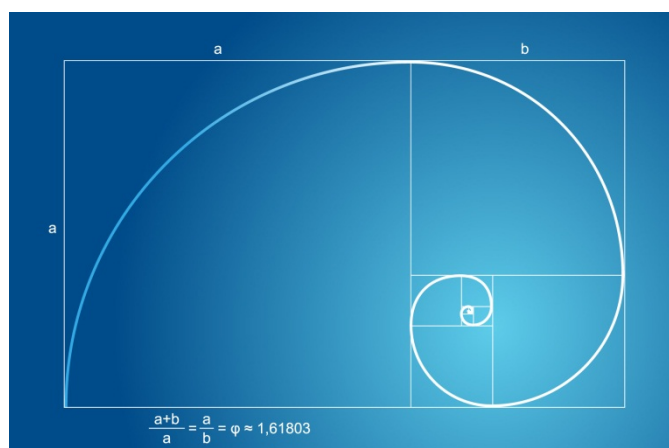 a b
a
a+b/a = a/b = φ ≈ 1,61803